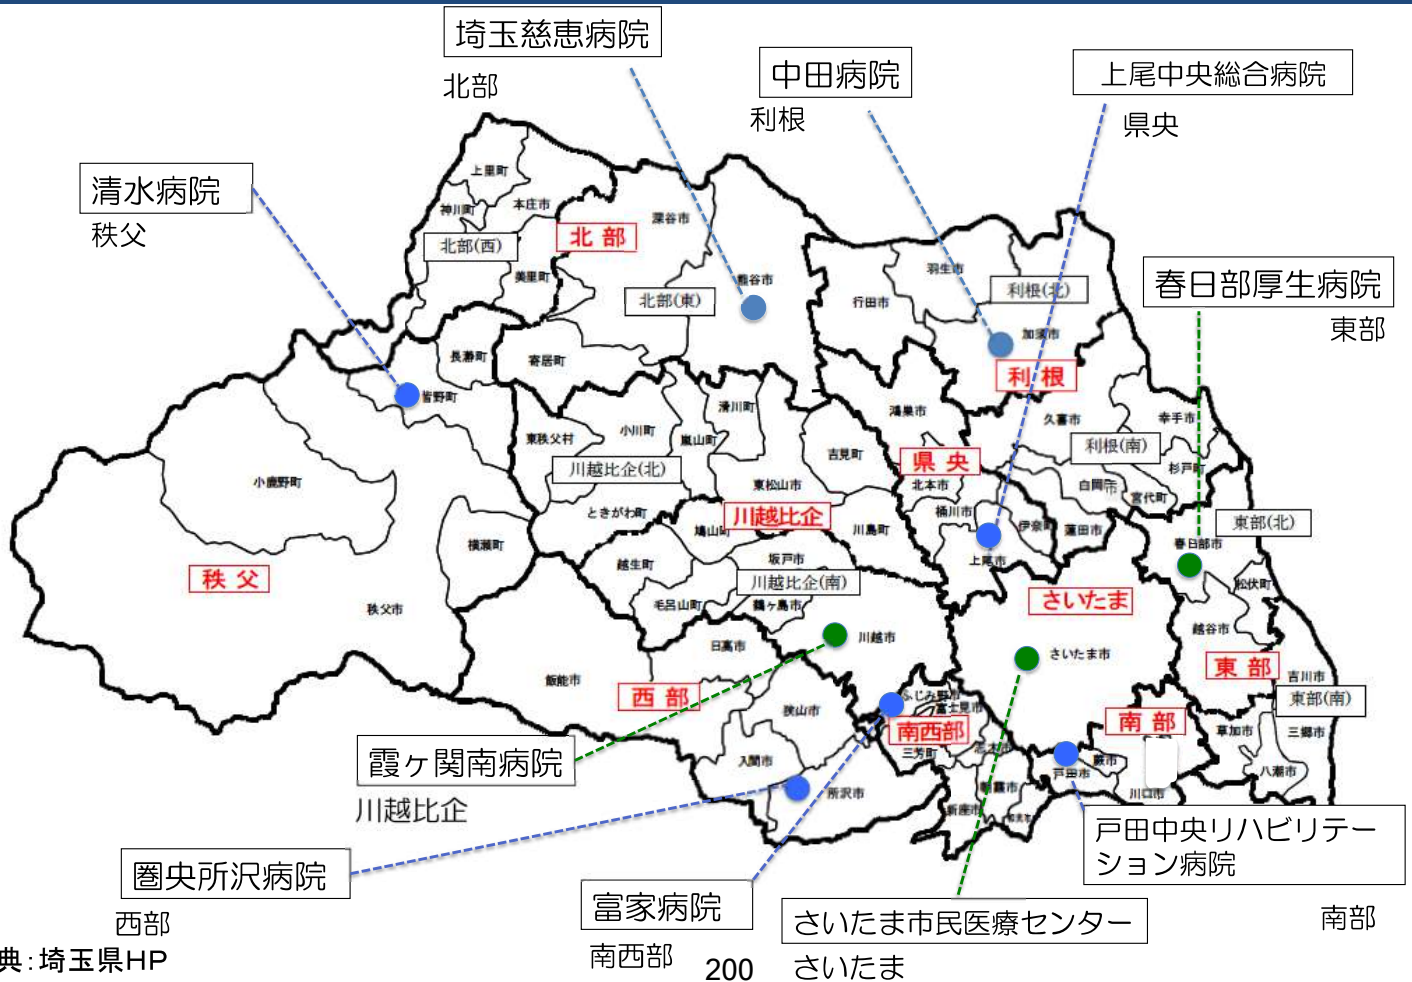 埼玉慈恵病院
北部
中田病院
利根
上尾中央総合病院
県央
清水病院
秩父
春日部厚生病院
東部
上里町
神川町
本庄市
北部(西)
美里町
北部
深谷市
熊谷市
北部(東)
羽生市
行田市
利根(北)
加須市
利根
長瀞町
寄居町
皆野町
滑川町
鴻巣市
久喜市
幸手市
東秩父村
小川町
嵐山町
吉見町
県央
利根(南)
杉戸町
川越比企(北)
小鹿野町
東松山市
北本市
白岡市
宮代町
ときがわ町
鳩山町
川越比企
川島町
桶川市
伊奈町
蓮田市
東部(北)
横瀬町
越生町
坂戸市
上尾市
春日部市
秩父
川越比企(南)
松伏町
秩父市
毛呂山町
鶴ヶ島市
さいたま
川越市
越谷市
日高市
さいたま市
東部
飯能市
西部
吉川市
ふじみ野市
富士見市
東部(南)
狭山市
南西部
南部
草加市
三郷市
入間市
三芳町
志木市
戸田市
蕨市
八潮市
霞ヶ関南病院
川越比企
所沢市
朝霞市
新座市
川口市
戸田中央リハビリテー
ション病院
南部
圏央所沢病院
西部
富家病院
南西部
さいたま市民医療センター
さいたま
典：埼玉県HP
200